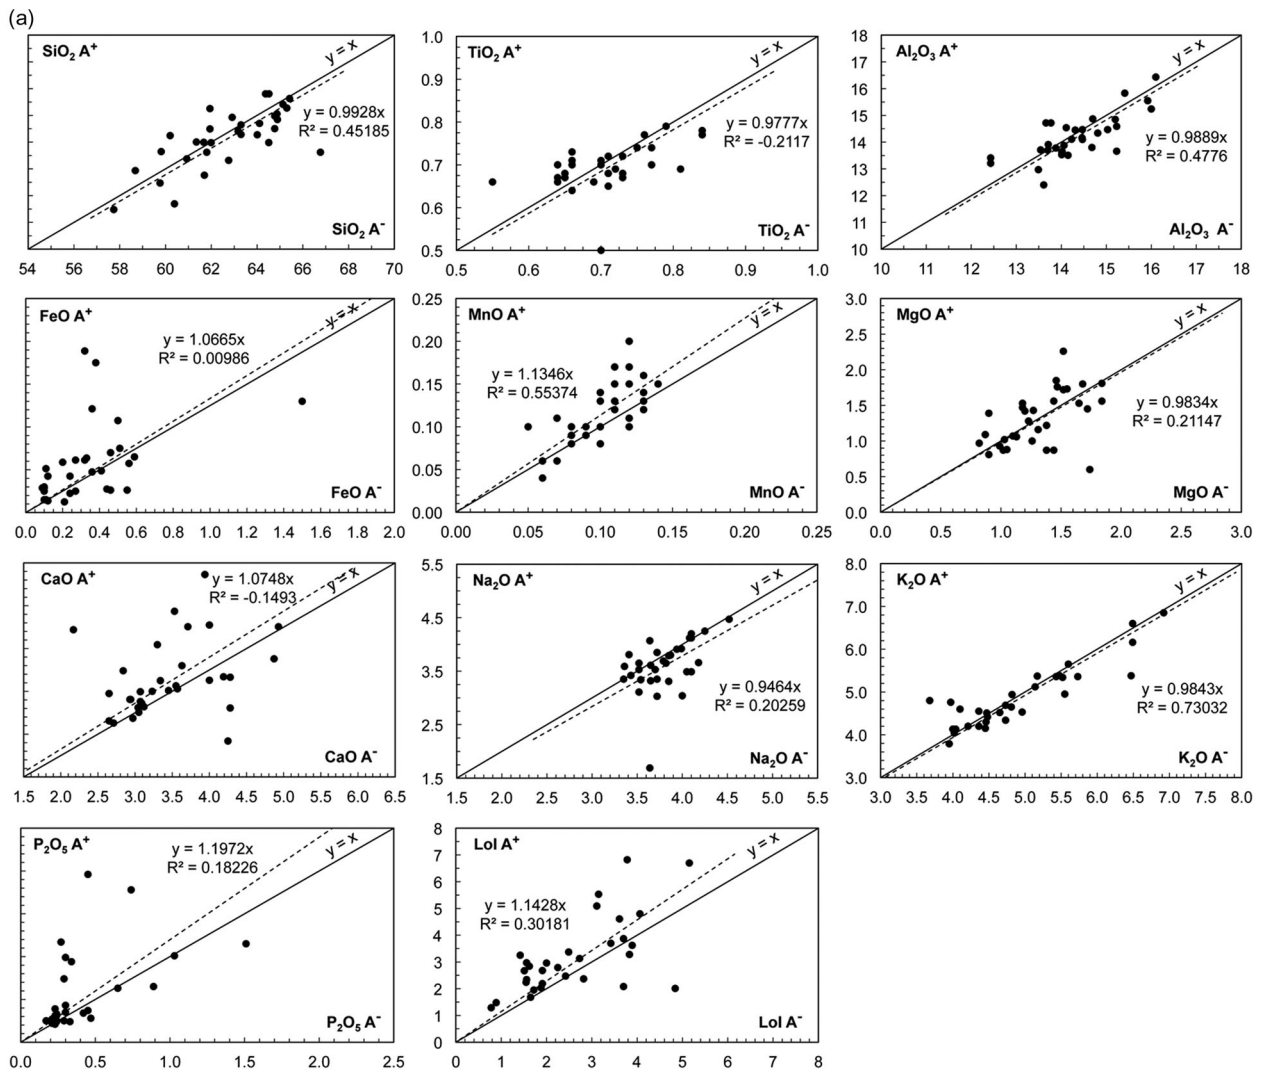 (a)
SiO₂ A⁺
y = x
y = 0.9928x
R² = 0.45185
SiO₂ A⁻
54 56 58 60 62 64 66 68 70
TiO₂ A⁺
y = x
y = 0.9777x
R² = -0.2117
TiO₂ A⁻
1.0
0.9
0.8
0.7
0.6
0.5
0.5 0.6 0.7 0.8 0.9 1.0
Al₂O₃ A⁺
y = x
y = 0.9889x
R² = 0.4776
Al₂O₃ A⁻
18
17
16
15
14
13
12
11
10
10 11 12 13 14 15 16 17 18
FeO A⁺
y = x
y = 1.0665x
R² = 0.00986
FeO A⁻
0.0 0.2 0.4 0.6 0.8 1.0 1.2 1.4 1.6 1.8 2.0
MnO A⁺
y = x
y = 1.1346x
R² = 0.55374
MnO A⁻
0.25
0.20
0.15
0.10
0.05
0.00
0.00 0.05 0.10 0.15 0.20 0.25
MgO A⁺
y = x
y = 0.9834x
R² = 0.21147
MgO A⁻
3.0
2.5
2.0
1.5
1.0
0.5
0.0
0.0 0.5 1.0 1.5 2.0 2.5 3.0
CaO A⁺
y = x
y = 1.0748x
R² = -0.1493
CaO A⁻
1.5 2.0 2.5 3.0 3.5 4.0 4.5 5.0 5.5 6.0 6.5
Na₂O A⁺
y = x
y = 0.9464x
R² = 0.20259
Na₂O A⁻
5.5
4.5
3.5
2.5
1.5
1.5 2.0 2.5 3.0 3.5 4.0 4.5 5.0 5.5
K₂O A⁺
y = x
y = 0.9843x
R² = 0.73032
K₂O A⁻
8.0
7.0
6.0
5.0
4.0
3.0
3.0 3.5 4.0 4.5 5.0 5.5 6.0 6.5 7.0 7.5 8.0
P₂O₅ A⁺
y = x
y = 1.1972x
R² = 0.18226
P₂O₅ A⁻
0.0 0.5 1.0 1.5 2.0 2.5
LoI A⁺
y = x
y = 1.1428x
R² = 0.30181
LoI A⁻
8
7
6
5
4
3
2
1
0
0 1 2 3 4 5 6 7 8